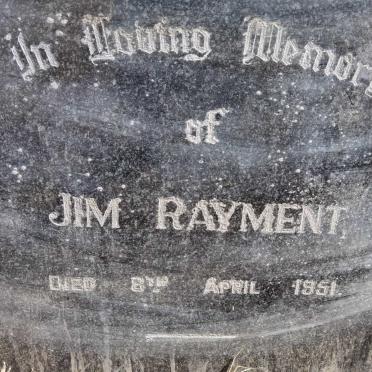 In Loving Memory
of
JIM RAYMENT,
DIED 8TH APRIL 1951.